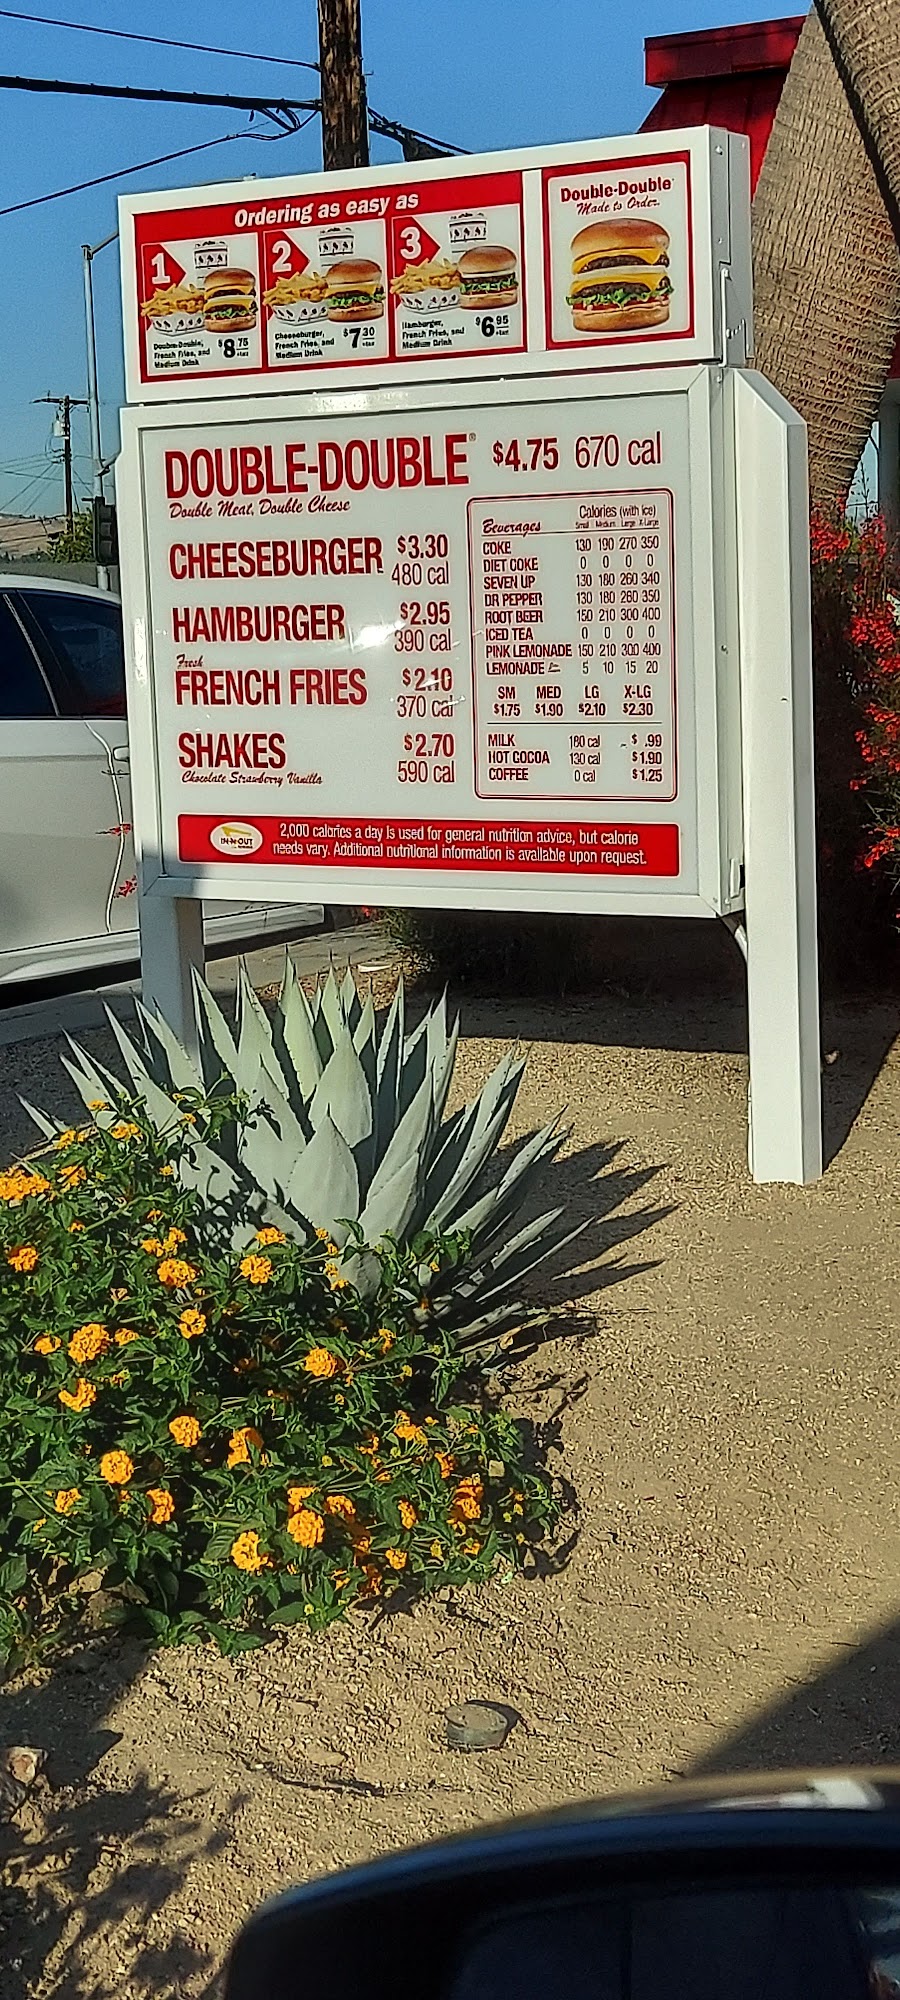 Ordering as easy as
1
Double-Double,
French Fries, and
Medium Drink
$8.75
+tax
2
Cheeseburger,
French Fries, and
Medium Drink
$7.30
+tax
3
Hamburger,
French Fries, and
Medium Drink
$6.95
+tax
Double-Double®
Made to Order.
DOUBLE-DOUBLE® $4.75 670 cal
Double Meat, Double Cheese
CHEESEBURGER $3.30
480 cal
HAMBURGER $2.95
390 cal
Fresh
FRENCH FRIES $2.10
370 cal
SHAKES $2.70
590 cal
Chocolate Strawberry Vanilla
Beverages Calories (with ice)
Small Medium Large X-Large
COKE 130 190 270 350
DIET COKE 0 0 0 0
SEVEN UP 130 180 260 340
DR PEPPER 130 180 260 350
ROOT BEER 150 210 300 400
ICED TEA 0 0 0 0
PINK LEMONADE 150 210 300 400
LEMONADE 5 10 15 20
SM MED LG X-LG
$1.75 $1.90 $2.10 $2.30
MILK 180 cal $ .99
HOT COCOA 130 cal $1.90
COFFEE 0 cal $1.25
IN-N-OUT
2,000 calories a day is used for general nutrition advice, but calorie
needs vary. Additional nutritional information is available upon request.